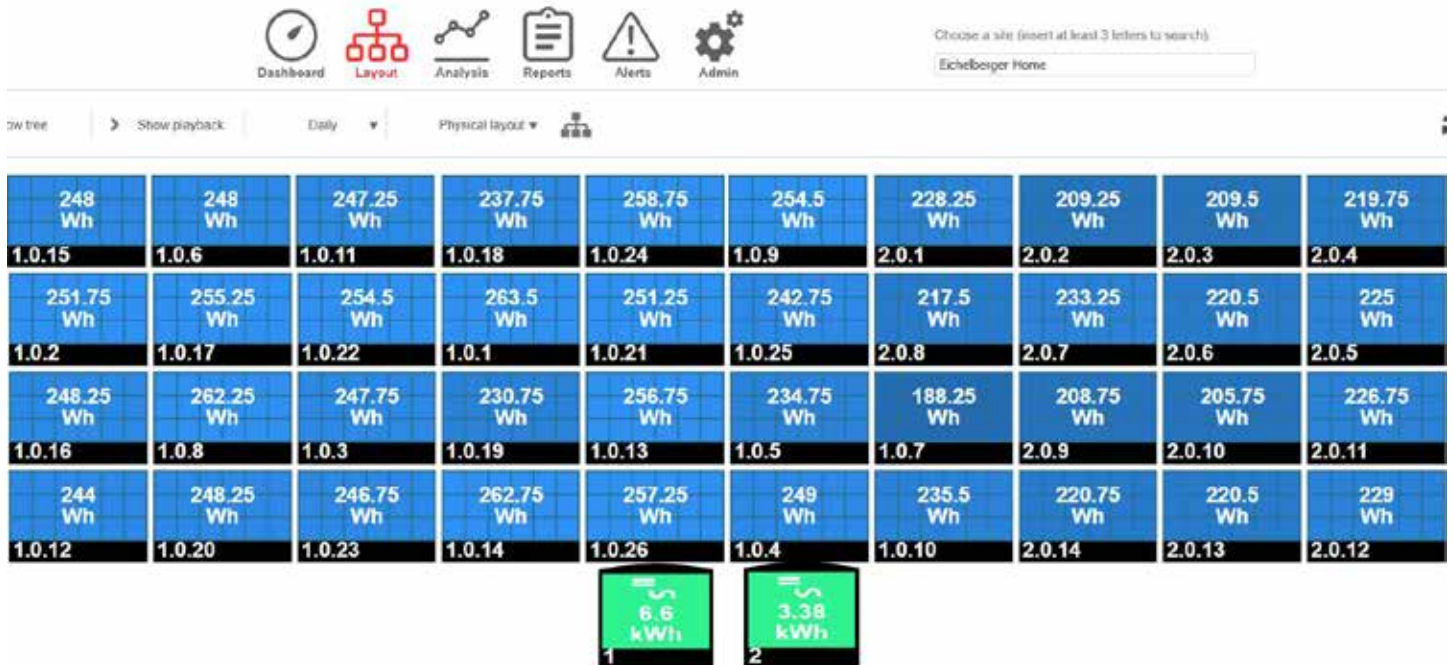 Choose a site (insert at least 3 letters to search).
Dashboard Layout Analysis Reports Alerts Admin
Eichelberger Home
tree Show playback Daily Physical layout
248 248 247.25 237.75 258.75 254.5 228.25 209.25 209.5 219.75
Wh Wh Wh Wh Wh Wh Wh Wh Wh Wh
1.0.15 1.0.6 1.0.11 1.0.18 1.0.24 1.0.9 2.0.1 2.0.2 2.0.3 2.0.4
251.75 255.25 254.5 263.5 251.25 242.75 217.5 233.25 220.5 225
Wh Wh Wh Wh Wh Wh Wh Wh Wh Wh
1.0.2 1.0.17 1.0.22 1.0.1 1.0.21 1.0.25 2.0.8 2.0.7 2.0.6 2.0.5
248.25 262.25 247.75 230.75 256.75 234.75 188.25 208.75 205.75 226.75
Wh Wh Wh Wh Wh Wh Wh Wh Wh Wh
1.0.16 1.0.8 1.0.3 1.0.19 1.0.13 1.0.5 1.0.7 2.0.9 2.0.10 2.0.11
244 248.25 246.75 262.75 257.25 249 235.5 220.75 220.5 229
Wh Wh Wh Wh Wh Wh Wh Wh Wh Wh
1.0.12 1.0.20 1.0.23 1.0.14 1.0.26 1.0.4 1.0.10 2.0.14 2.0.13 2.0.12
6.6 3.38
kWh kWh
1 2